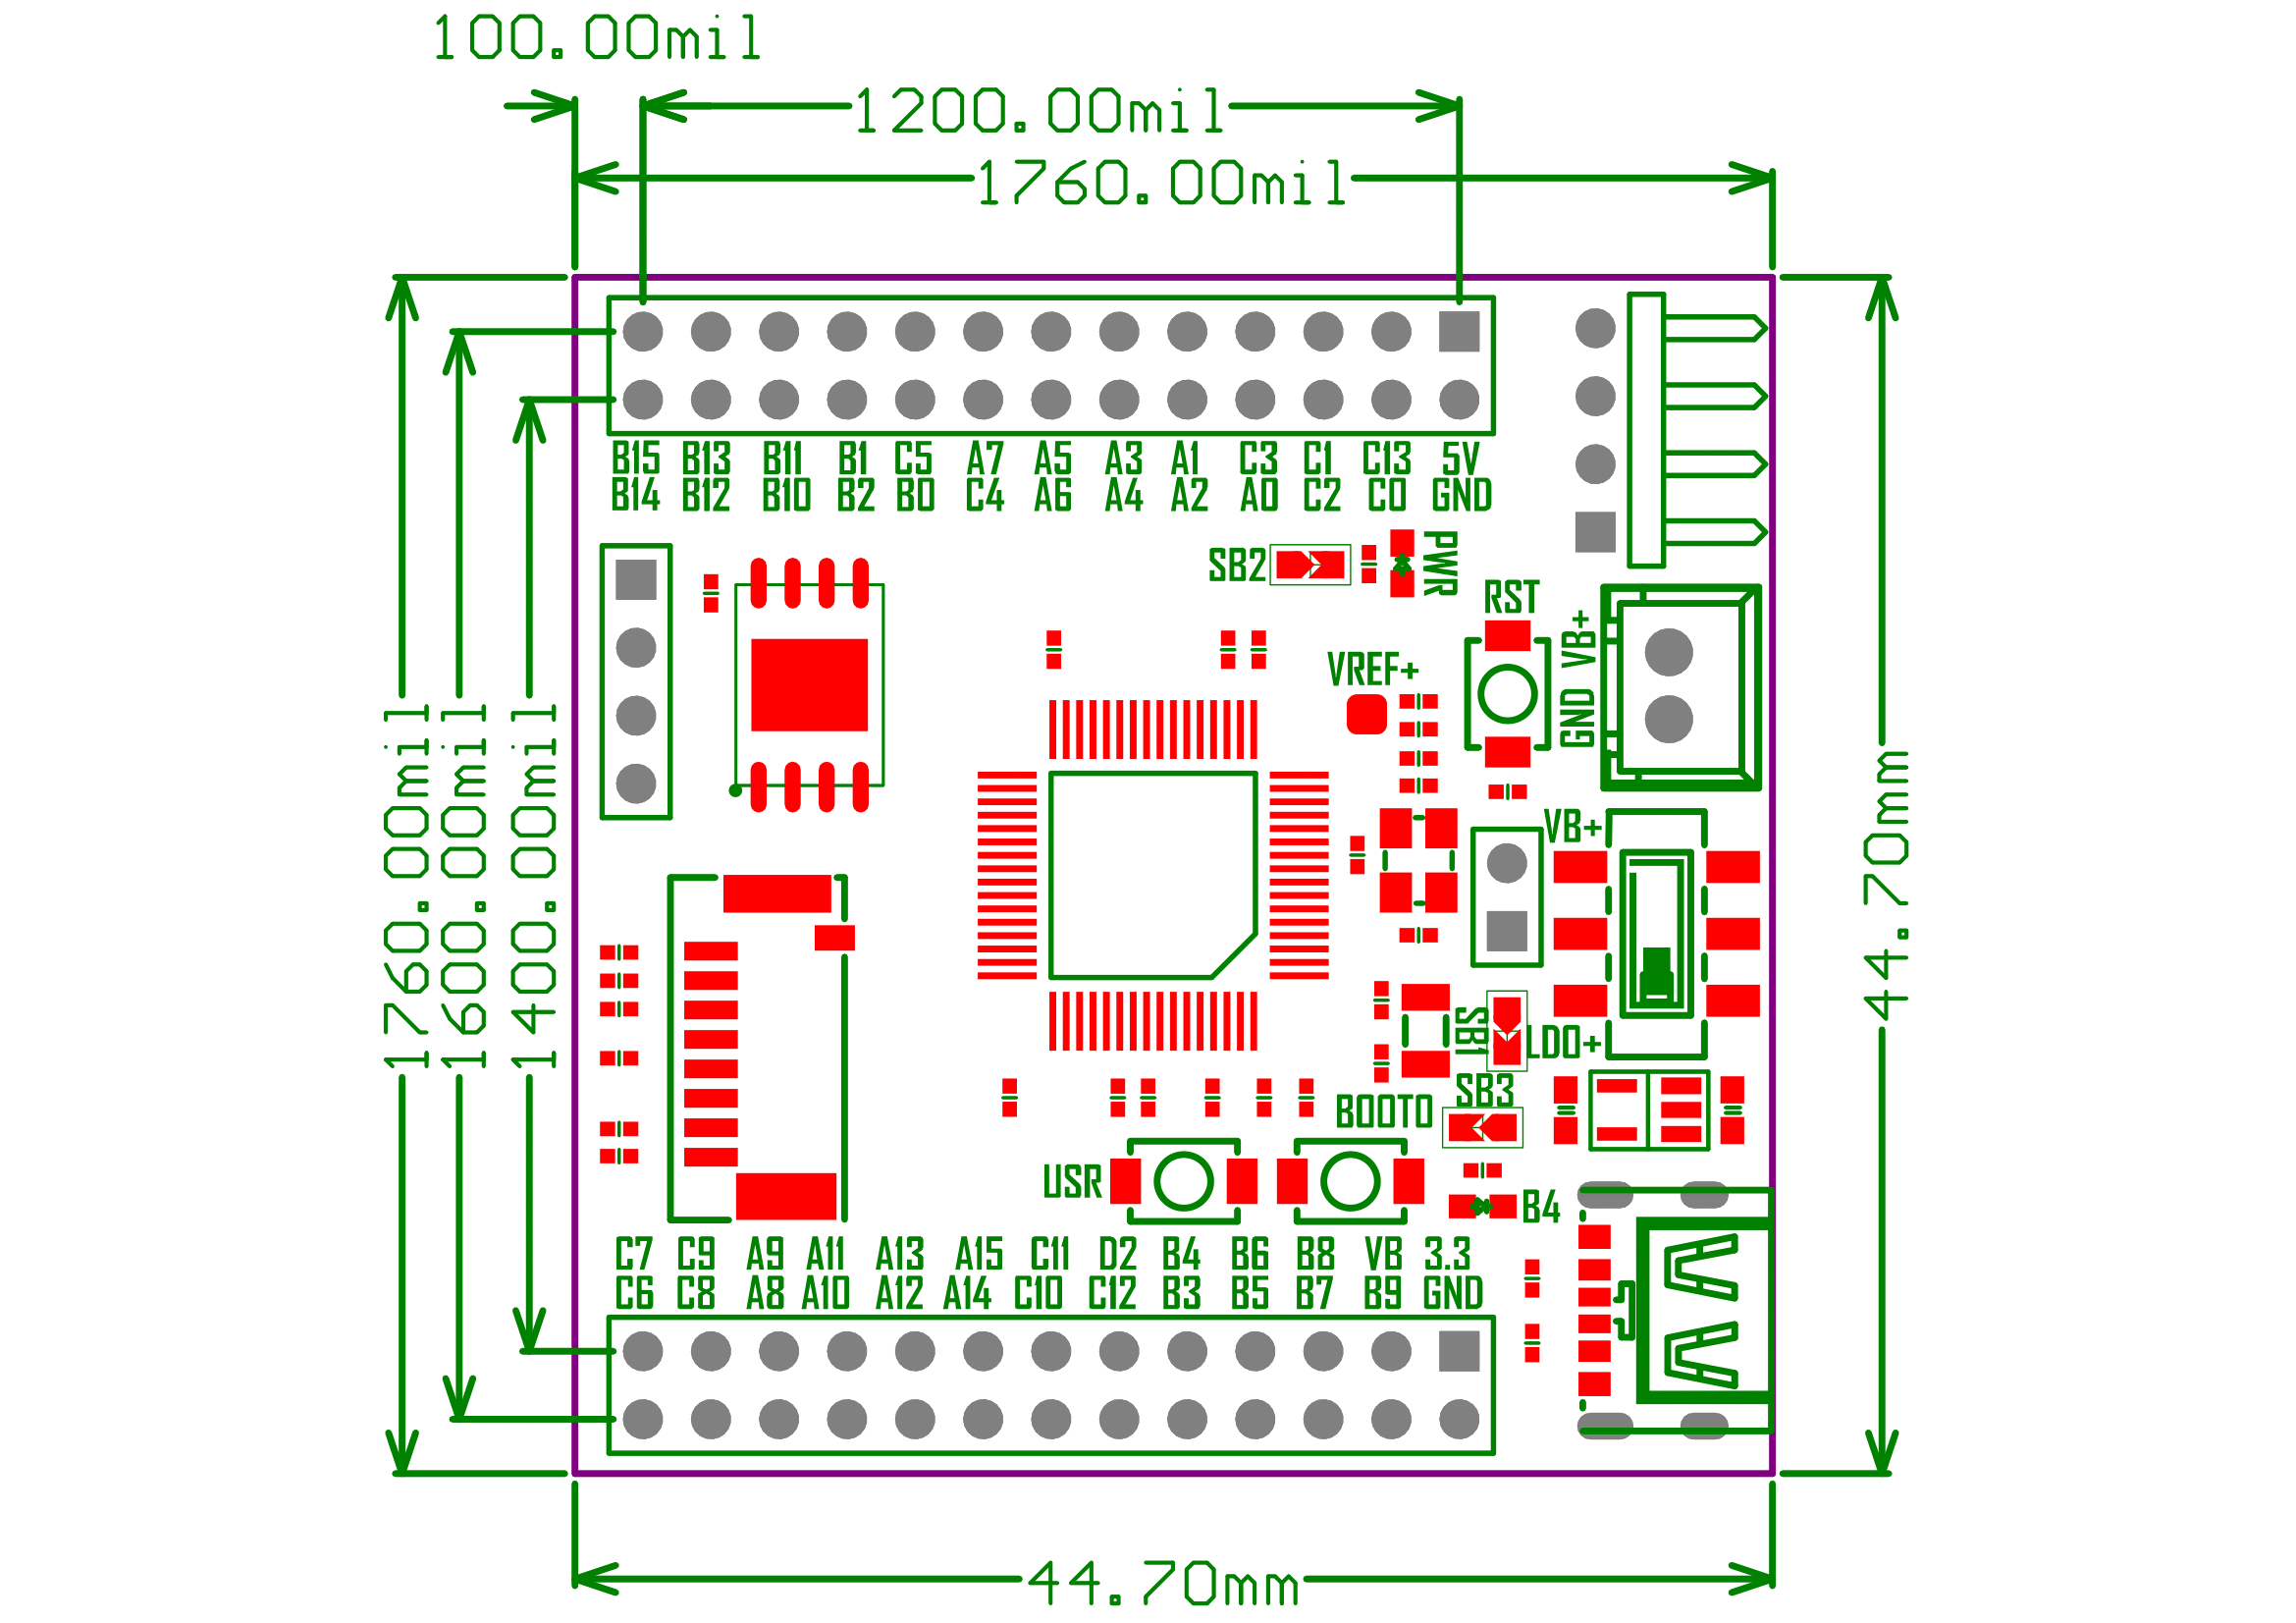 100.00mil
1200.00mil
1760.00mil
B15 B13 B11 B1 C5 A7 A5 A3 A1 C3 C1 C13 5V
B14 B12 B10 B2 B0 C4 A6 A4 A2 A0 C2 C0 GND
SB2
PWR
RST
VREF+
GND VB+
1760.00mil
1600.00mil
1400.00mil
44.70mm
VB+
SB1
LDO+
SB3
BOOT0
USR
B4
C7 C9 A9 A11 A13 A15 C11 D2 B4 B6 B8 VB 3.3
C6 C8 A8 A10 A12 A14 C10 C12 B3 B5 B7 B9 GND
44.70mm